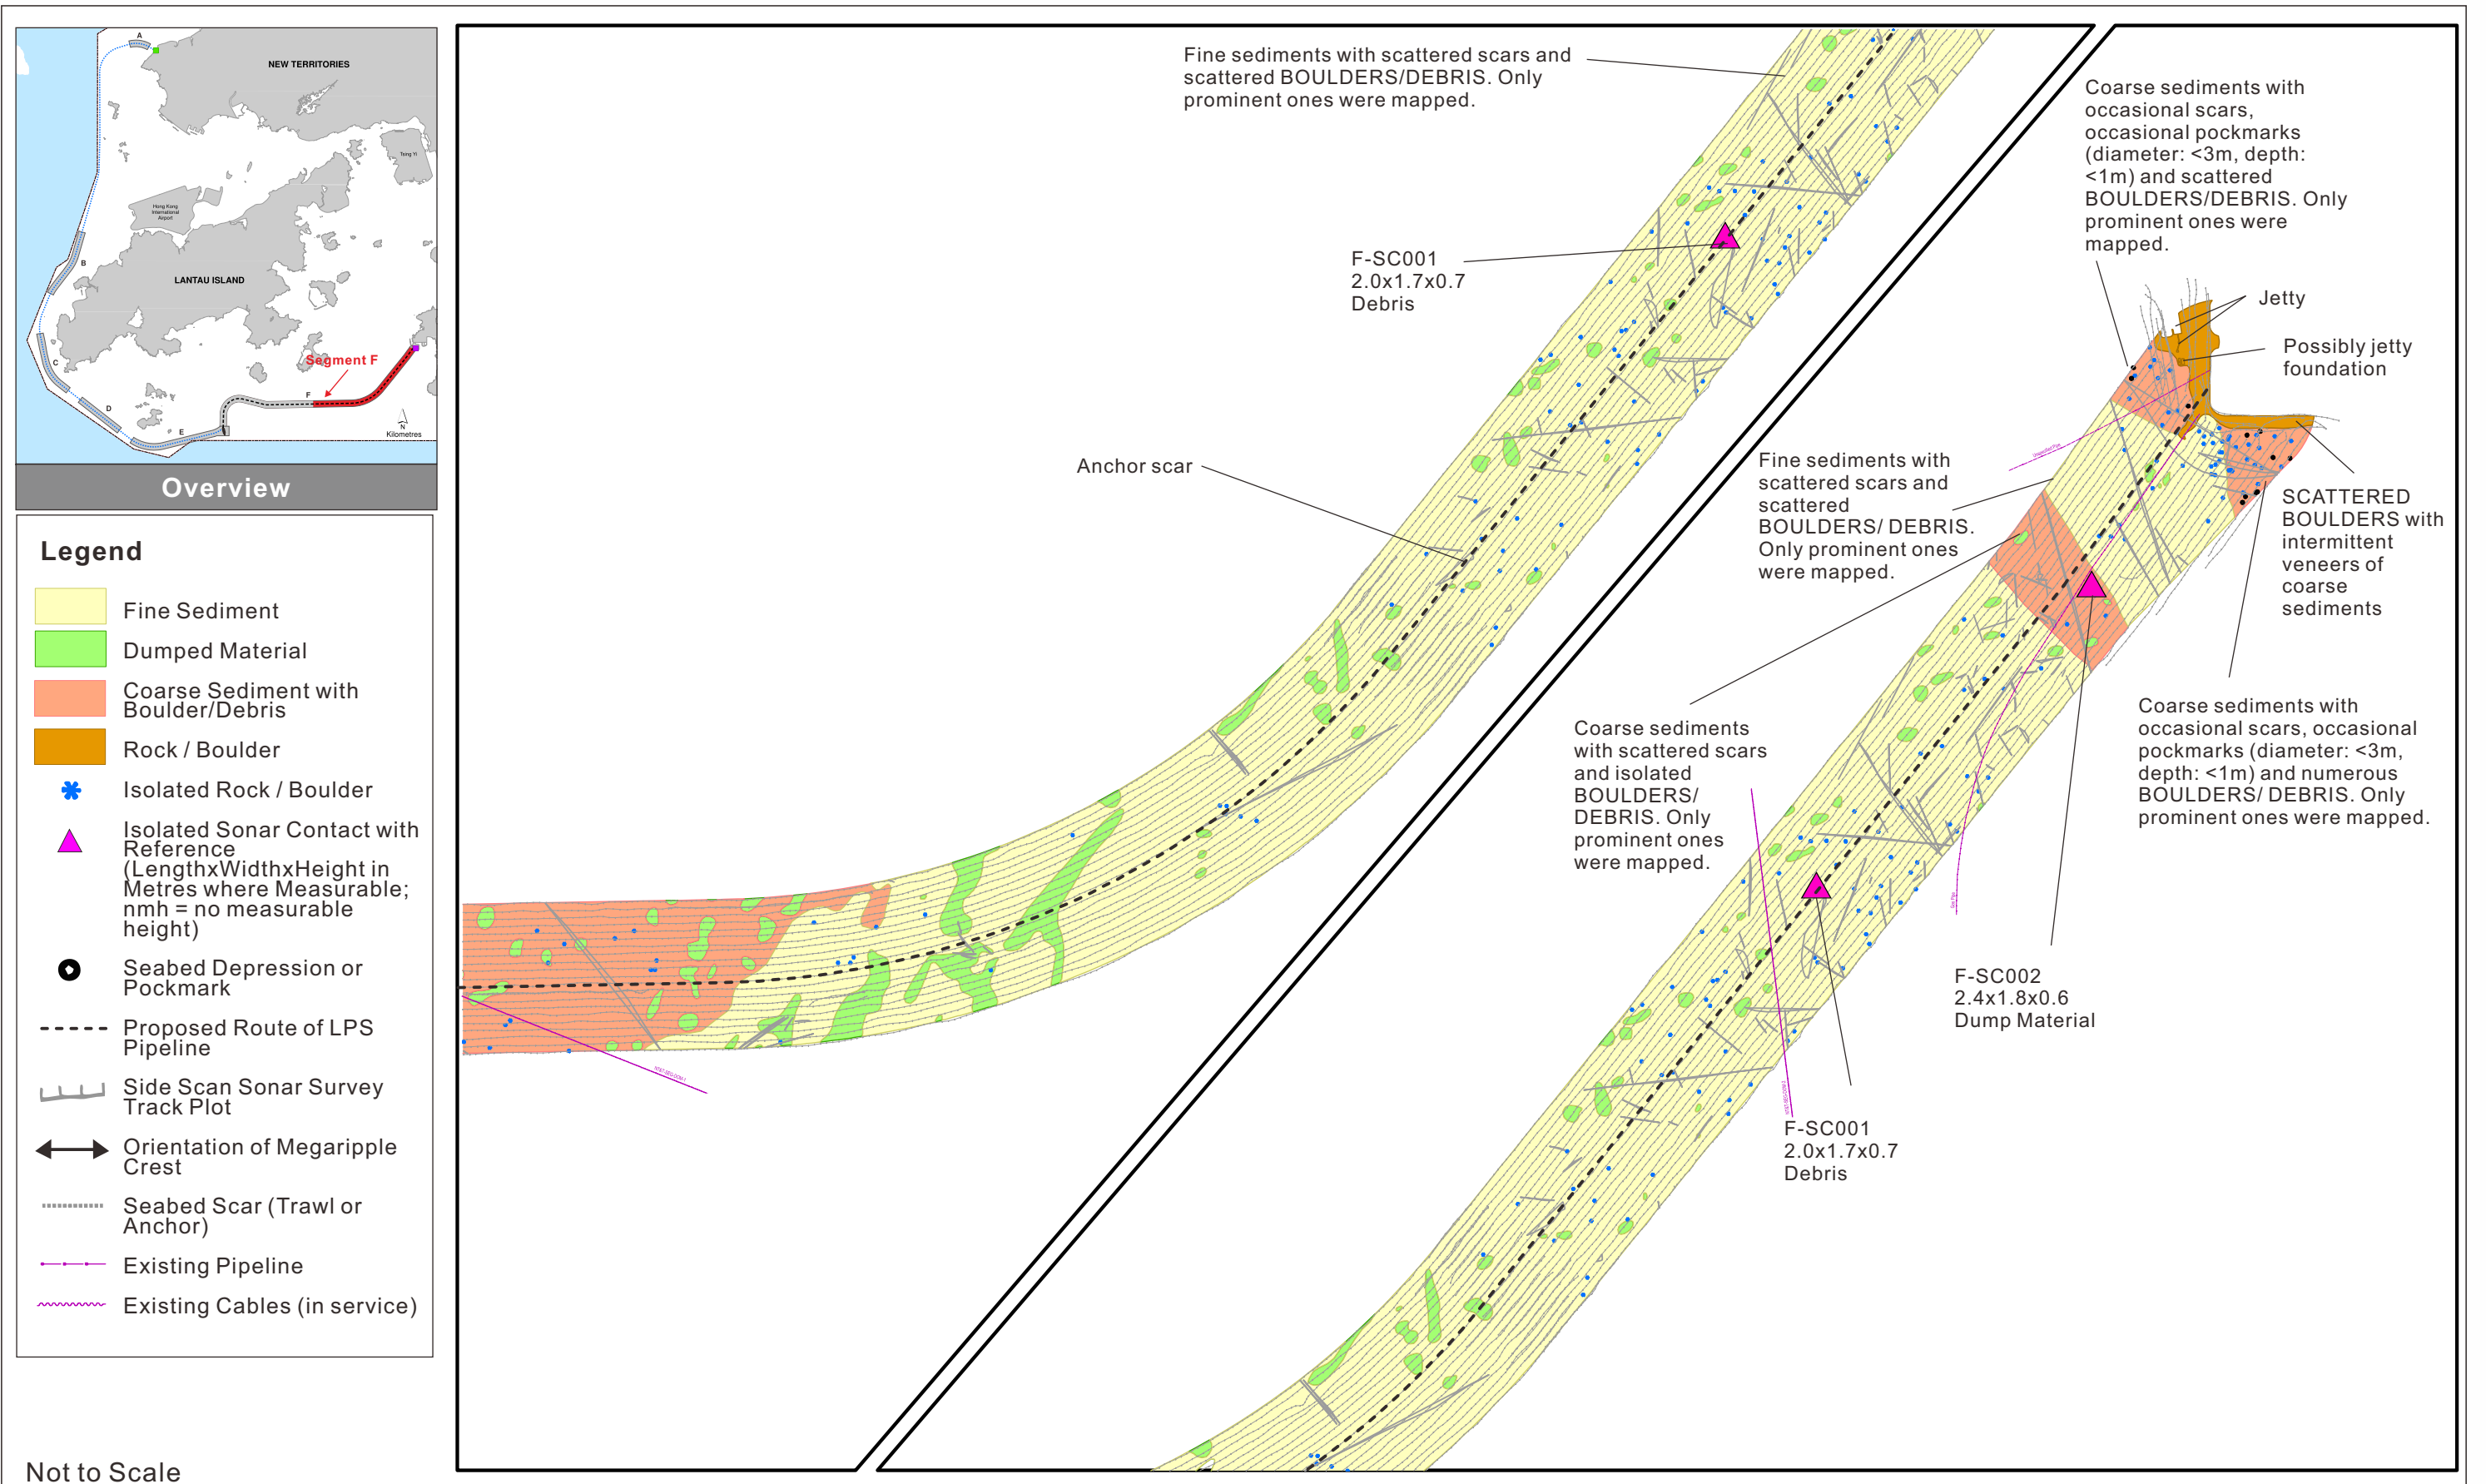 A
NEW TERRITORIES
Tsing Yi
Hong Kong
International
Airport
B
LANTAU ISLAND
C
Segment F
F
D
E
N
Kilometres
Overview
Legend
Fine Sediment
Dumped Material
Coarse Sediment with
Boulder/Debris
Rock / Boulder
Isolated Rock / Boulder
Isolated Sonar Contact with
Reference
(LengthxWidthxHeight in
Metres where Measurable;
nmh = no measurable
height)
Seabed Depression or
Pockmark
Proposed Route of LPS
Pipeline
Side Scan Sonar Survey
Track Plot
Orientation of Megaripple
Crest
Seabed Scar (Trawl or
Anchor)
Existing Pipeline
Existing Cables (in service)
Not to Scale
Fine sediments with scattered scars and
scattered BOULDERS/DEBRIS. Only
prominent ones were mapped.
F-SC001
2.0x1.7x0.7
Debris
Anchor scar
Coarse sediments with
occasional scars,
occasional pockmarks
(diameter: <3m, depth:
<1m) and scattered
BOULDERS/DEBRIS. Only
prominent ones were
mapped.
Jetty
Possibly jetty
foundation
Fine sediments with
scattered scars and
scattered
BOULDERS/ DEBRIS.
Only prominent ones
were mapped.
SCATTERED
BOULDERS with
intermittent
veneers of
coarse
sediments
Coarse sediments
with scattered scars
and isolated
BOULDERS/
DEBRIS. Only
prominent ones
were mapped.
Coarse sediments with
occasional scars, occasional
pockmarks (diameter: <3m,
depth: <1m) and numerous
BOULDERS/ DEBRIS. Only
prominent ones were mapped.
F-SC002
2.4x1.8x0.6
Dump Material
F-SC001
2.0x1.7x0.7
Debris